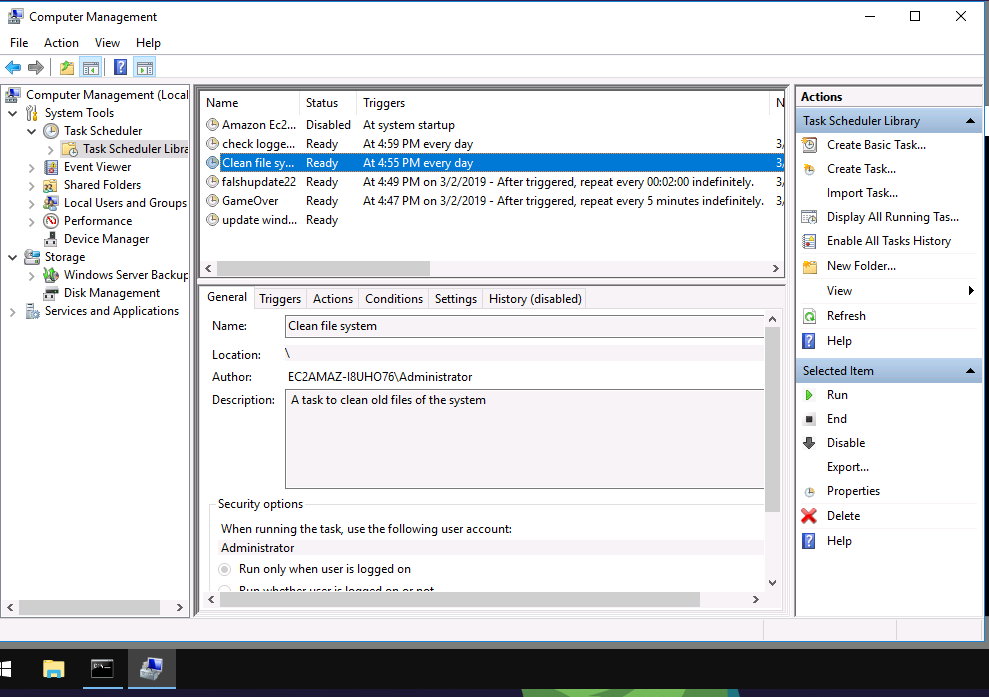 Computer Management
File Action View Help
Computer Management (Local
System Tools
Task Scheduler
Task Scheduler Libra
Event Viewer
Shared Folders
Local Users and Groups
Performance
Device Manager
Storage
Windows Server Backup
Disk Management
Services and Applications
Name Status Triggers N
Amazon Ec2... Disabled At system startup
check logge... Ready At 4:59 PM every day 3/
Clean file sy... Ready At 4:55 PM every day 3/
falshupdate22 Ready At 4:49 PM on 3/2/2019 - After triggered, repeat every 00:02:00 indefinitely. 3/
GameOver Ready At 4:47 PM on 3/2/2019 - After triggered, repeat every 5 minutes indefinitely. 3/
update wind... Ready
General Triggers Actions Conditions Settings History (disabled)
Name: Clean file system
Location: \
Author: EC2AMAZ-I8UHO76\Administrator
Description: A task to clean old files of the system
Security options
When running the task, use the following user account:
Administrator
Run only when user is logged on
Run whether user is logged on or not
Actions
Task Scheduler Library
Create Basic Task...
Create Task...
Import Task...
Display All Running Tas...
Enable All Tasks History
New Folder...
View
Refresh
Help
Selected Item
Run
End
Disable
Export...
Properties
Delete
Help